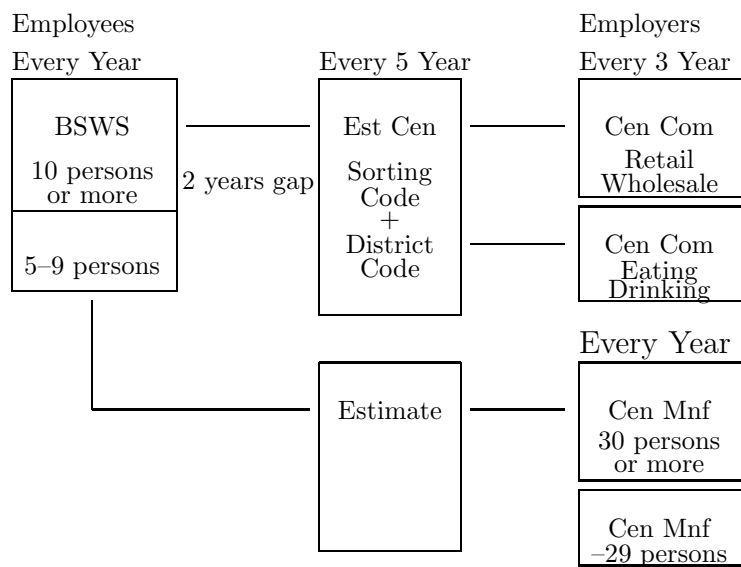 Employees
Every Year
BSWS
10 persons
or more
5–9 persons
2 years gap
Every 5 Year
Est Cen
Sorting
Code
+
District
Code
Estimate
Employers
Every 3 Year
Cen Com
Retail
Wholesale
Cen Com
Eating
Drinking
Every Year
Cen Mnf
30 persons
or more
Cen Mnf
–29 persons